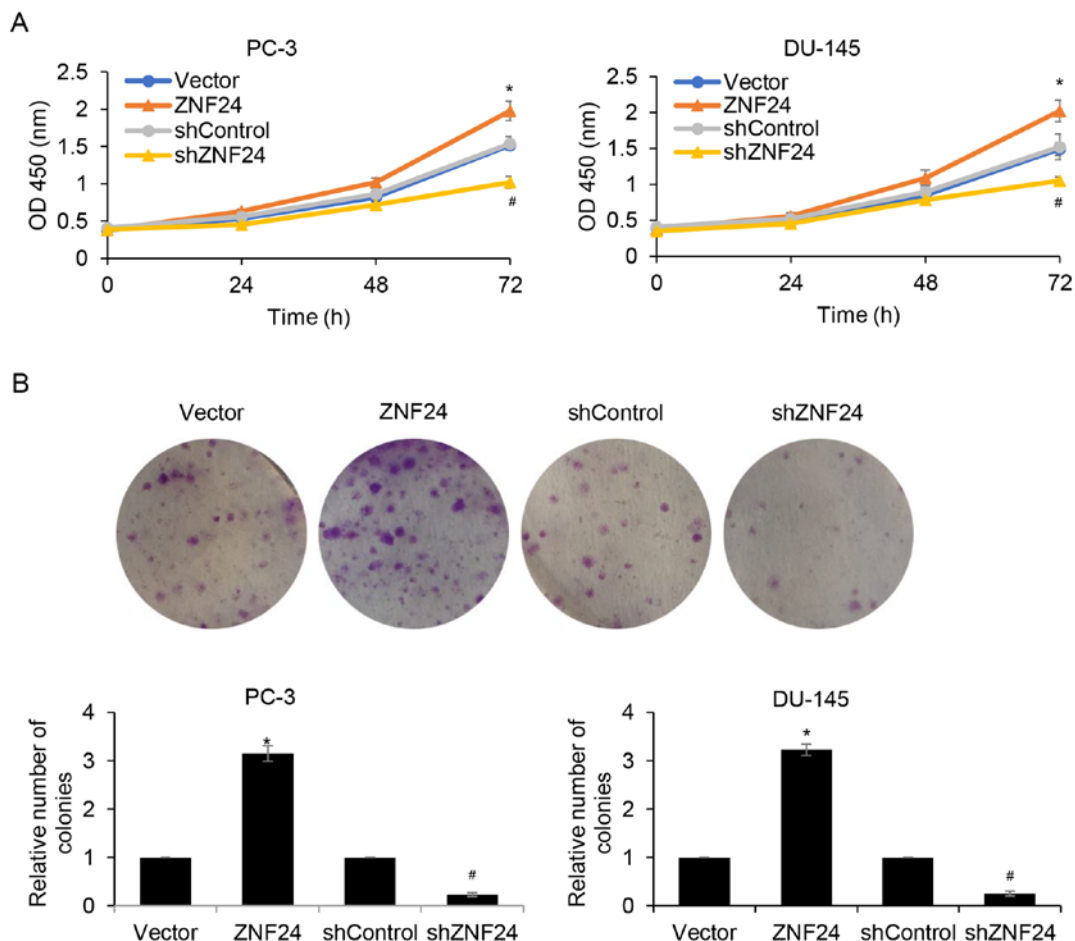 A
PC-3
2.5
2
1.5
1
0.5
0
OD 450 (nm)
Vector
ZNF24
shControl
shZNF24
*
#
0 24 48 72
Time (h)
DU-145
2.5
2
1.5
1
0.5
0
OD 450 (nm)
Vector
ZNF24
shControl
shZNF24
*
#
0 24 48 72
Time (h)
B
Vector ZNF24 shControl shZNF24
PC-3
4
3
2
1
0
Relative number of
colonies
*
#
Vector ZNF24 shControl shZNF24
DU-145
4
3
2
1
0
Relative number of
colonies
*
#
Vector ZNF24 shControl shZNF24